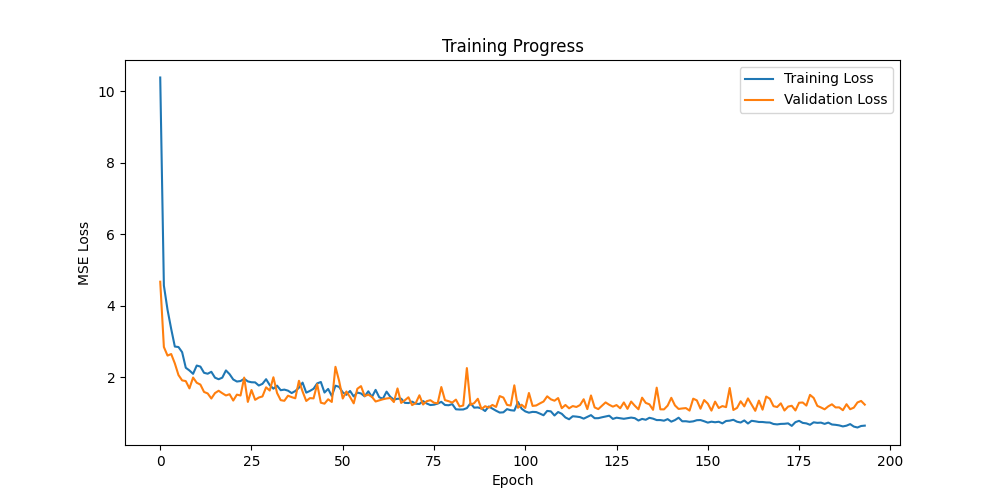 Training Progress
Training Loss
Validation Loss
MSE Loss
10
8
6
4
2
0 25 50 75 100 125 150 175 200
Epoch